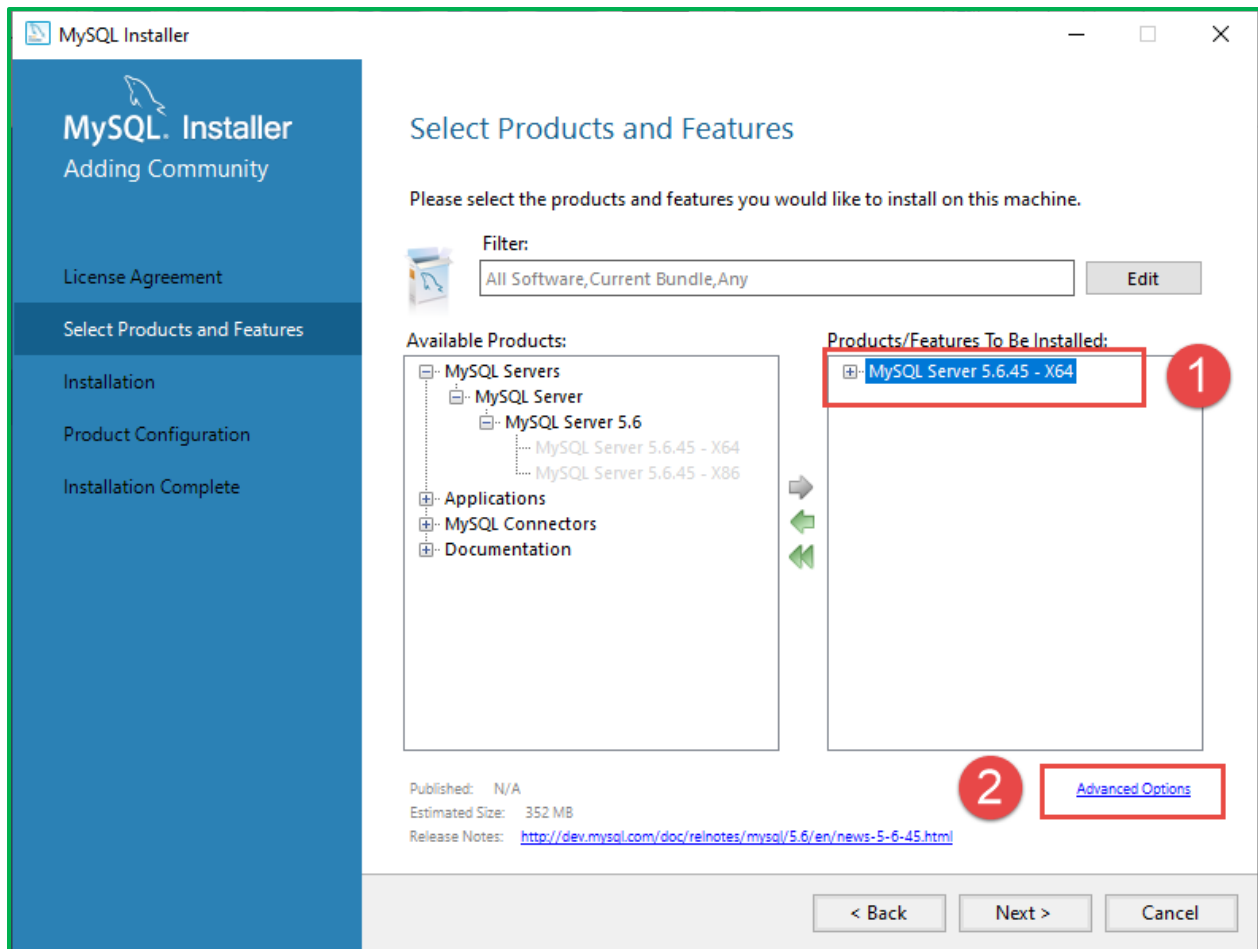 MySQL Installer
MySQL. Installer
Adding Community
License Agreement
Select Products and Features
Installation
Product Configuration
Installation Complete
Select Products and Features
Please select the products and features you would like to install on this machine.
Filter:
All Software,Current Bundle,Any
Edit
Available Products:
MySQL Servers
MySQL Server
MySQL Server 5.6
MySQL Server 5.6.45 - X64
MySQL Server 5.6.45 - X86
Applications
MySQL Connectors
Documentation
Products/Features To Be Installed:
MySQL Server 5.6.45 - X64
1
Published: N/A
Estimated Size: 352 MB
Release Notes: http://dev.mysql.com/doc/relnotes/mysql/5.6/en/news-5-6-45.html
2
Advanced Options
< Back
Next >
Cancel